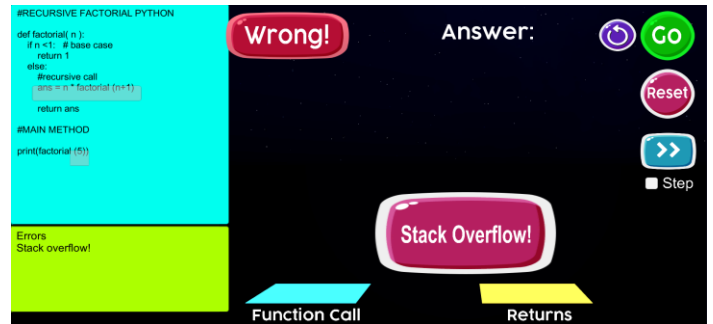 #RECURSIVE FACTORIAL PYTHON
def factorial( n ):
if n <1:   # base case
return 1
else:
#recursive call
ans = n * factorial (n+1)
return ans
#MAIN METHOD
print(factorial (5))
Errors
Stack overflow!
Wrong!
Answer:
Go
Reset
>>
Step
Stack Overflow!
Function Call
Returns